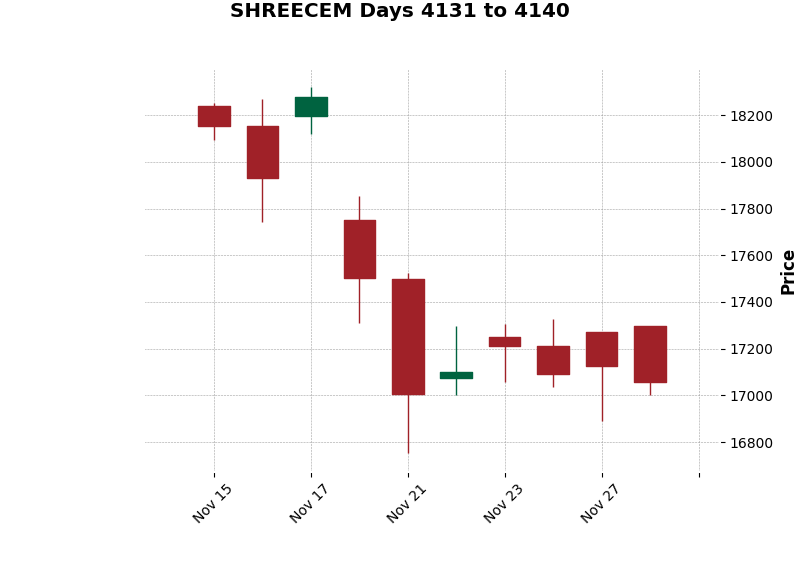 SHREECEM Days 4131 to 4140
18200
18000
17800
17600
17400
17200
17000
16800
Price
Nov 15
Nov 17
Nov 21
Nov 23
Nov 27